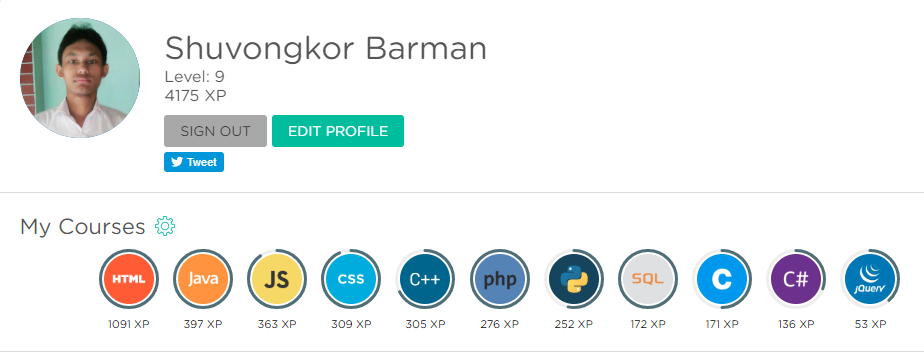 Shuvongkor Barman
Level: 9
4175 XP
SIGN OUT EDIT PROFILE
Tweet
My Courses
HTML Java JS CSS C++ php SQL C C# jQuery
1091 XP 397 XP 363 XP 309 XP 305 XP 276 XP 252 XP 172 XP 171 XP 136 XP 53 XP